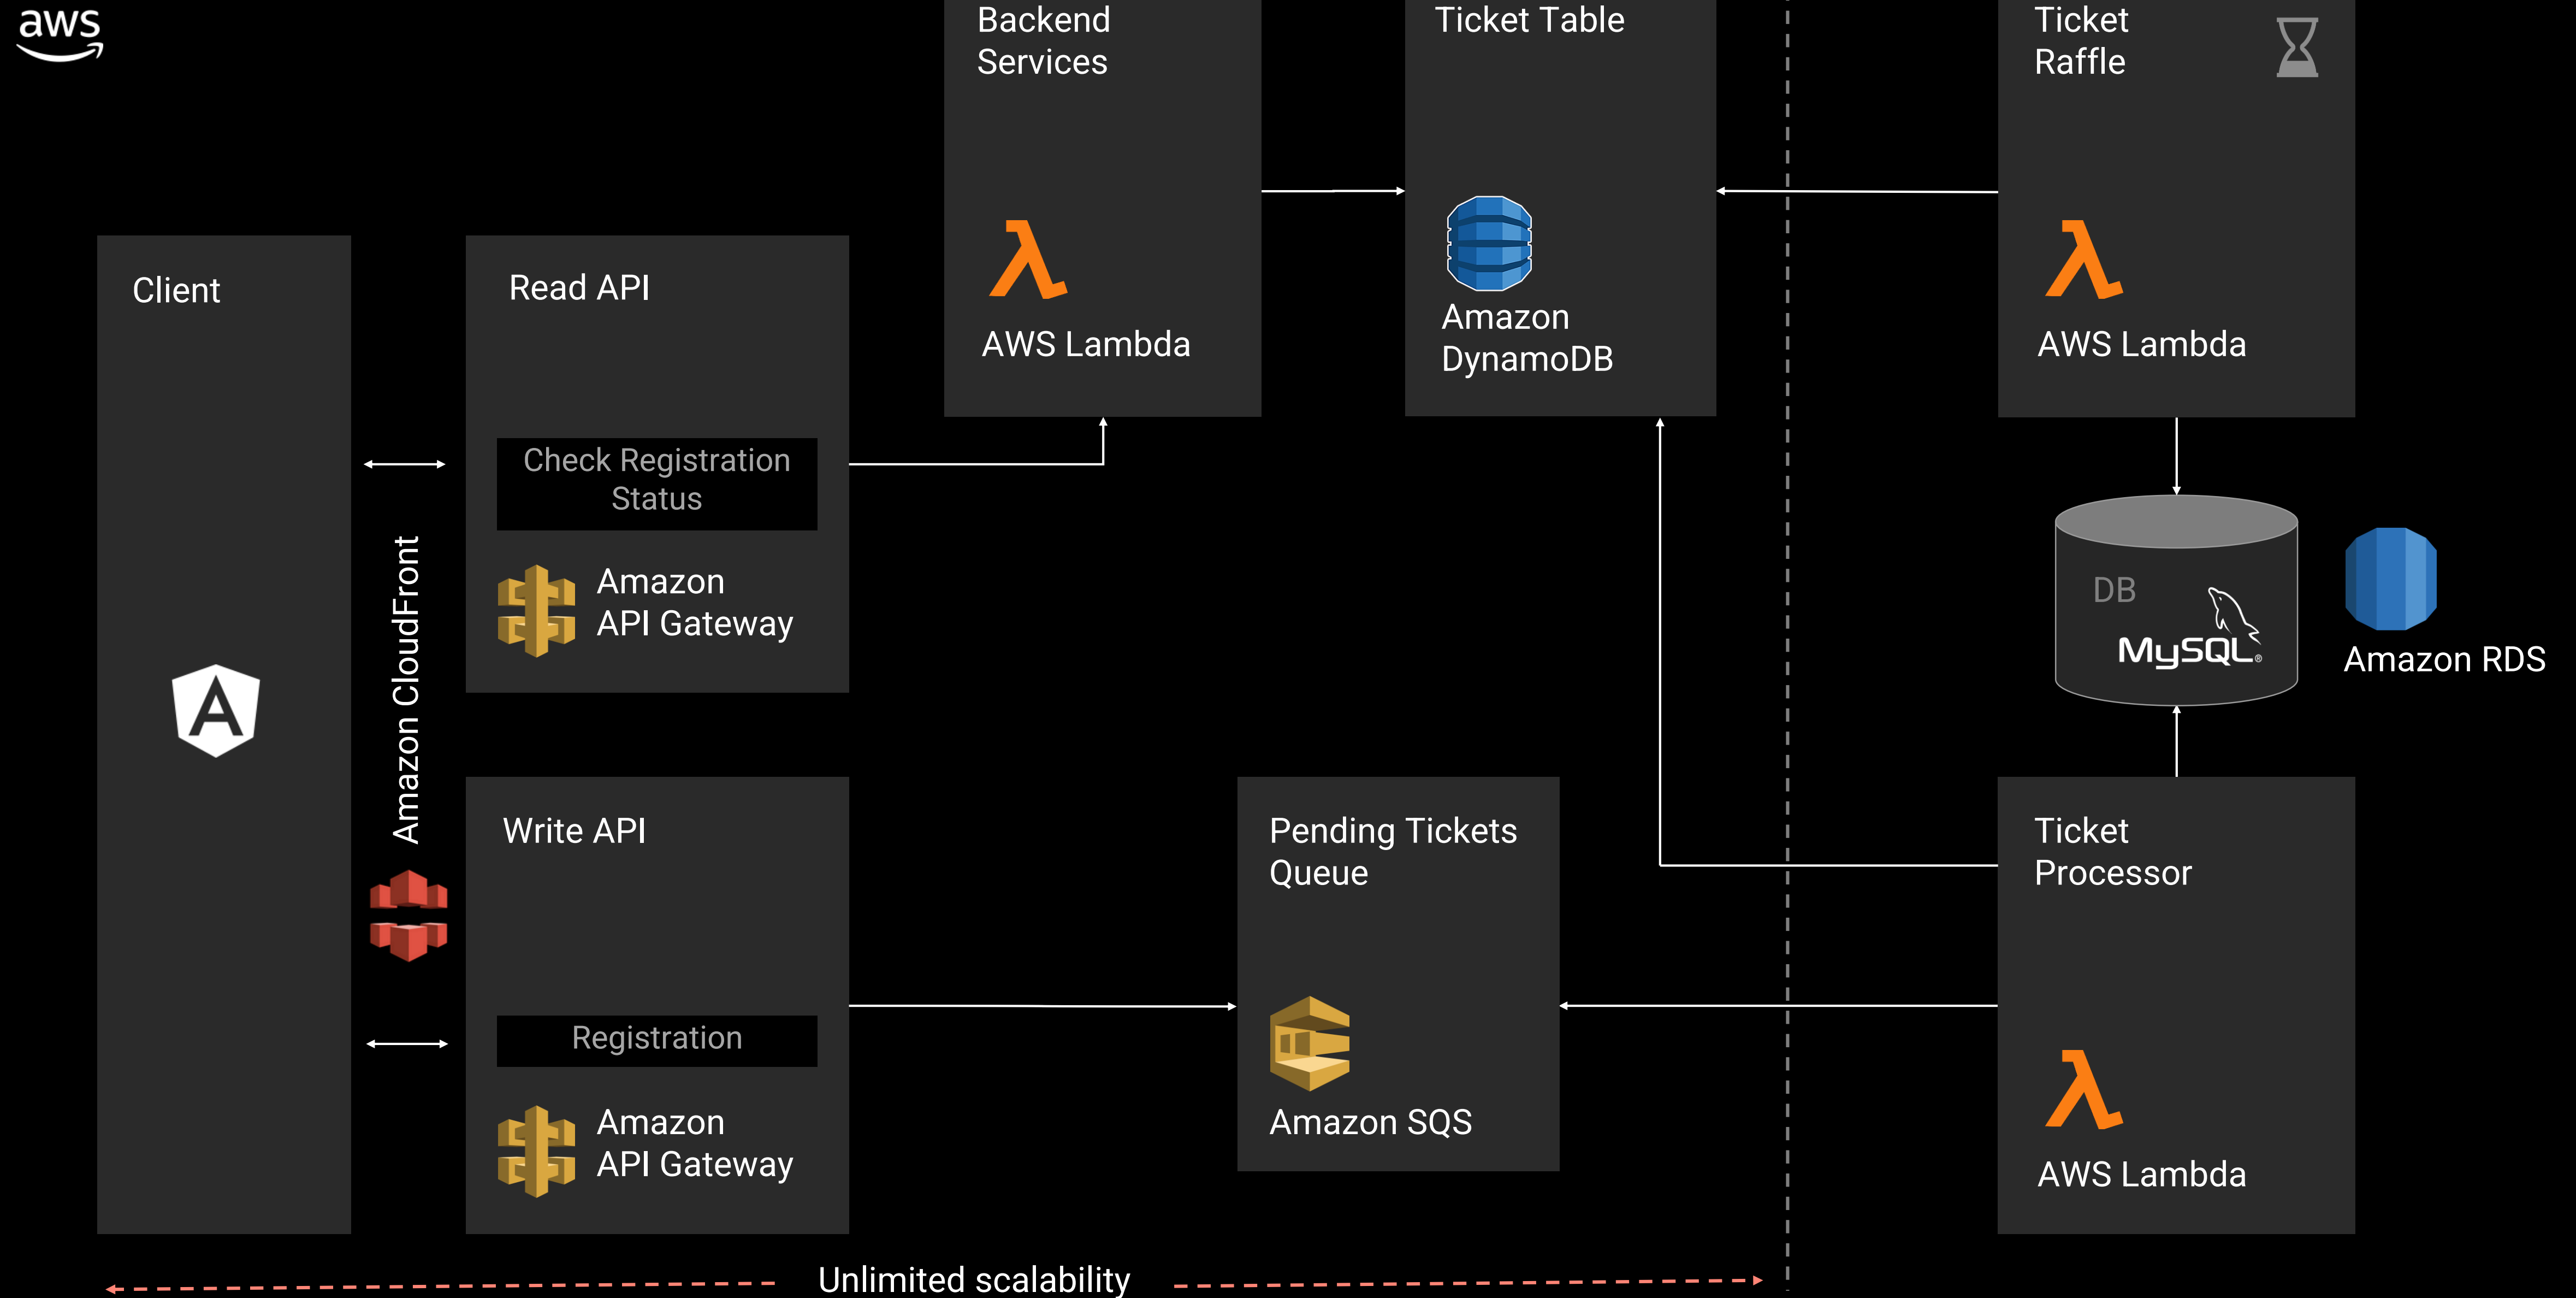 aws
Backend
Services
AWS Lambda
Ticket Table
Amazon
DynamoDB
Ticket
Raffle
AWS Lambda
Client
Read API
Check Registration
Status
Amazon
API Gateway
Amazon CloudFront
DB
MySQL®
Amazon RDS
Write API
Registration
Amazon
API Gateway
Pending Tickets
Queue
Amazon SQS
Ticket
Processor
AWS Lambda
Unlimited scalability